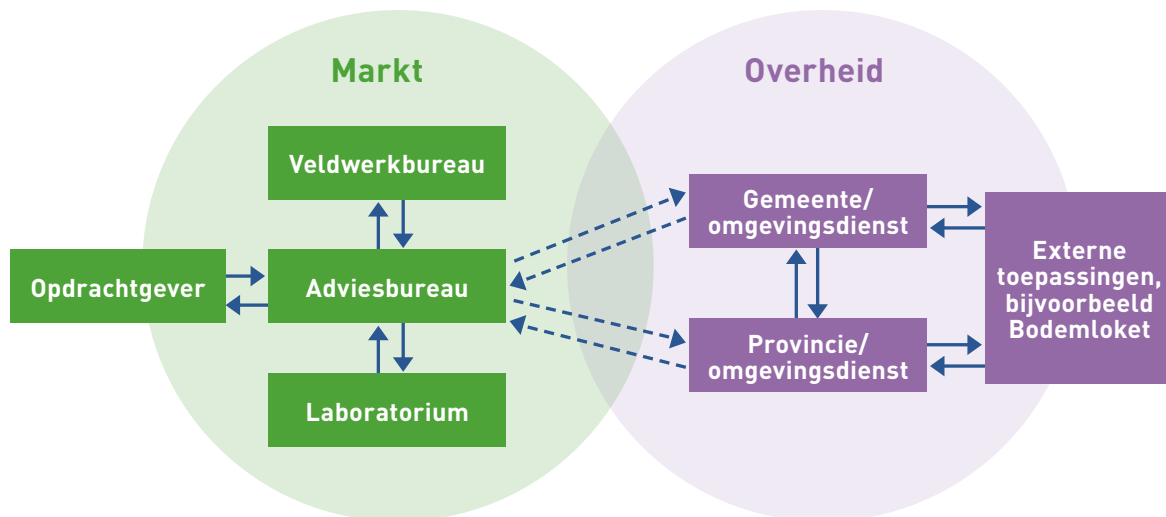 Markt
Overheid
Veldwerkbureau
Opdrachtgever
Adviesbureau
Laboratorium
Gemeente/
omgevingsdienst
Provincie/
omgevingsdienst
Externe
toepassingen,
bijvoorbeeld
Bodemloket